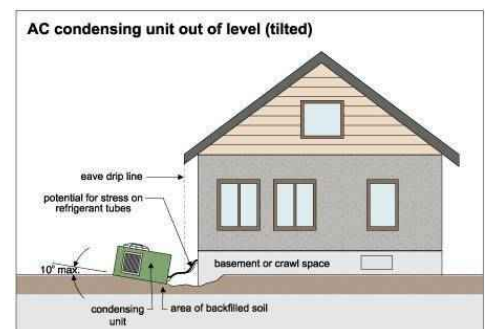 AC condensing unit out of level (tilted)
eave drip line
potential for stress on
refrigerant tubes
10° max.
basement or crawl space
condensing
unit
area of backfilled soil